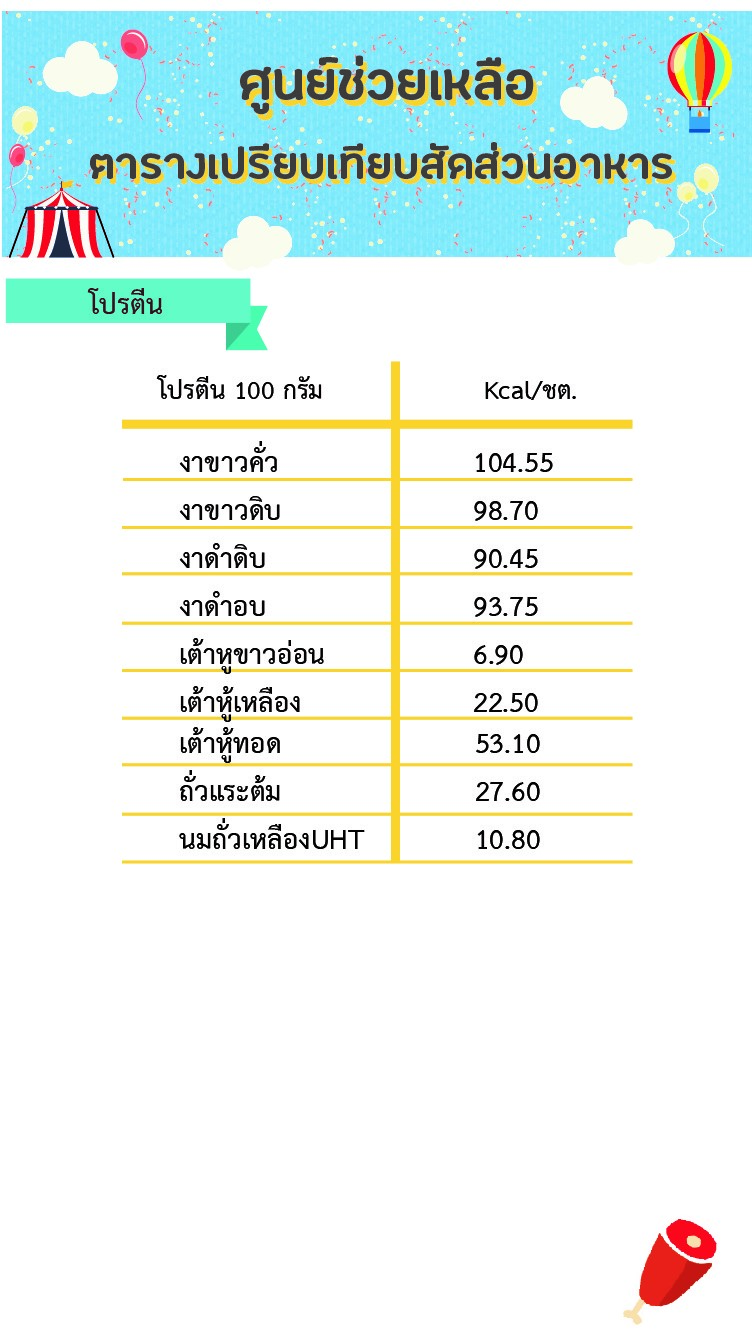 ศูนย์ช่วยเหลือ
ตารางเปรียบเทียบสัดส่วนอาหาร
โปรตีน
โปรตีน 100 กรัม Kcal/ชต.
งาขาวคั่ว 104.55
งาขาวดิบ 98.70
งาดำดิบ 90.45
งาดำอบ 93.75
เต้าหูขาวอ่อน 6.90
เต้าหู้เหลือง 22.50
เต้าหู้ทอด 53.10
ถั่วแระต้ม 27.60
นมถั่วเหลืองUHT 10.80